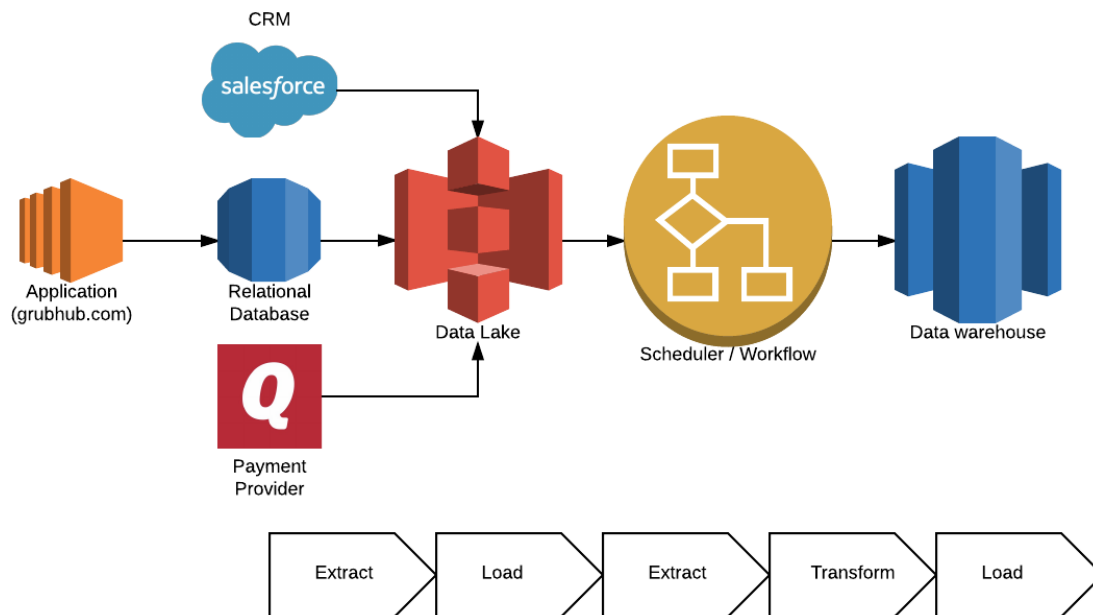 CRM
salesforce
Application
(grubhub.com)
Relational
Database
Data Lake
Scheduler / Workflow
Data warehouse
Q
Payment
Provider
Extract
Load
Extract
Transform
Load